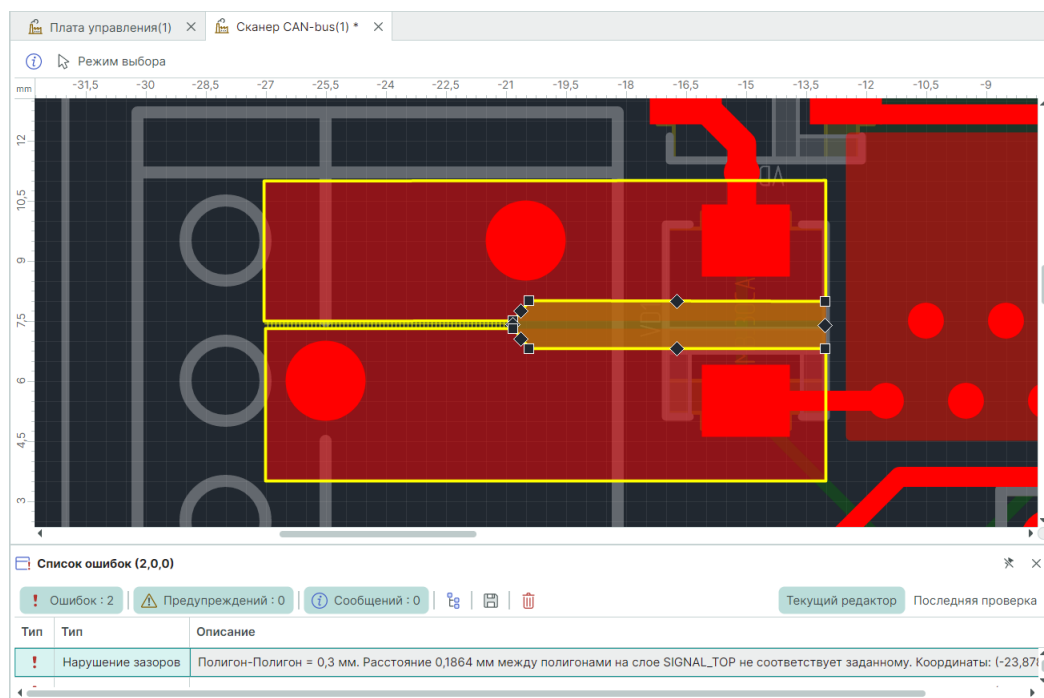 Плата управления(1)
Сканер CAN-bus(1) *
Режим выбора
mm
-31,5 -30 -28,5 -27 -25,5 -24 -22,5 -21 -19,5 -18 -16,5 -15 -13,5 -12 -10,5 -9
12
10,5
9
7,5
6
4,5
3
VD
Список ошибок (2,0,0)
Ошибок : 2 Предупреждений : 0 Сообщений : 0 Текущий редактор Последняя проверка
Тип Тип Описание
Нарушение зазоров Полигон-Полигон = 0,3 мм. Расстояние 0,1864 мм между полигонами на слое SIGNAL_TOP не соответствует заданному. Координаты: (-23,878